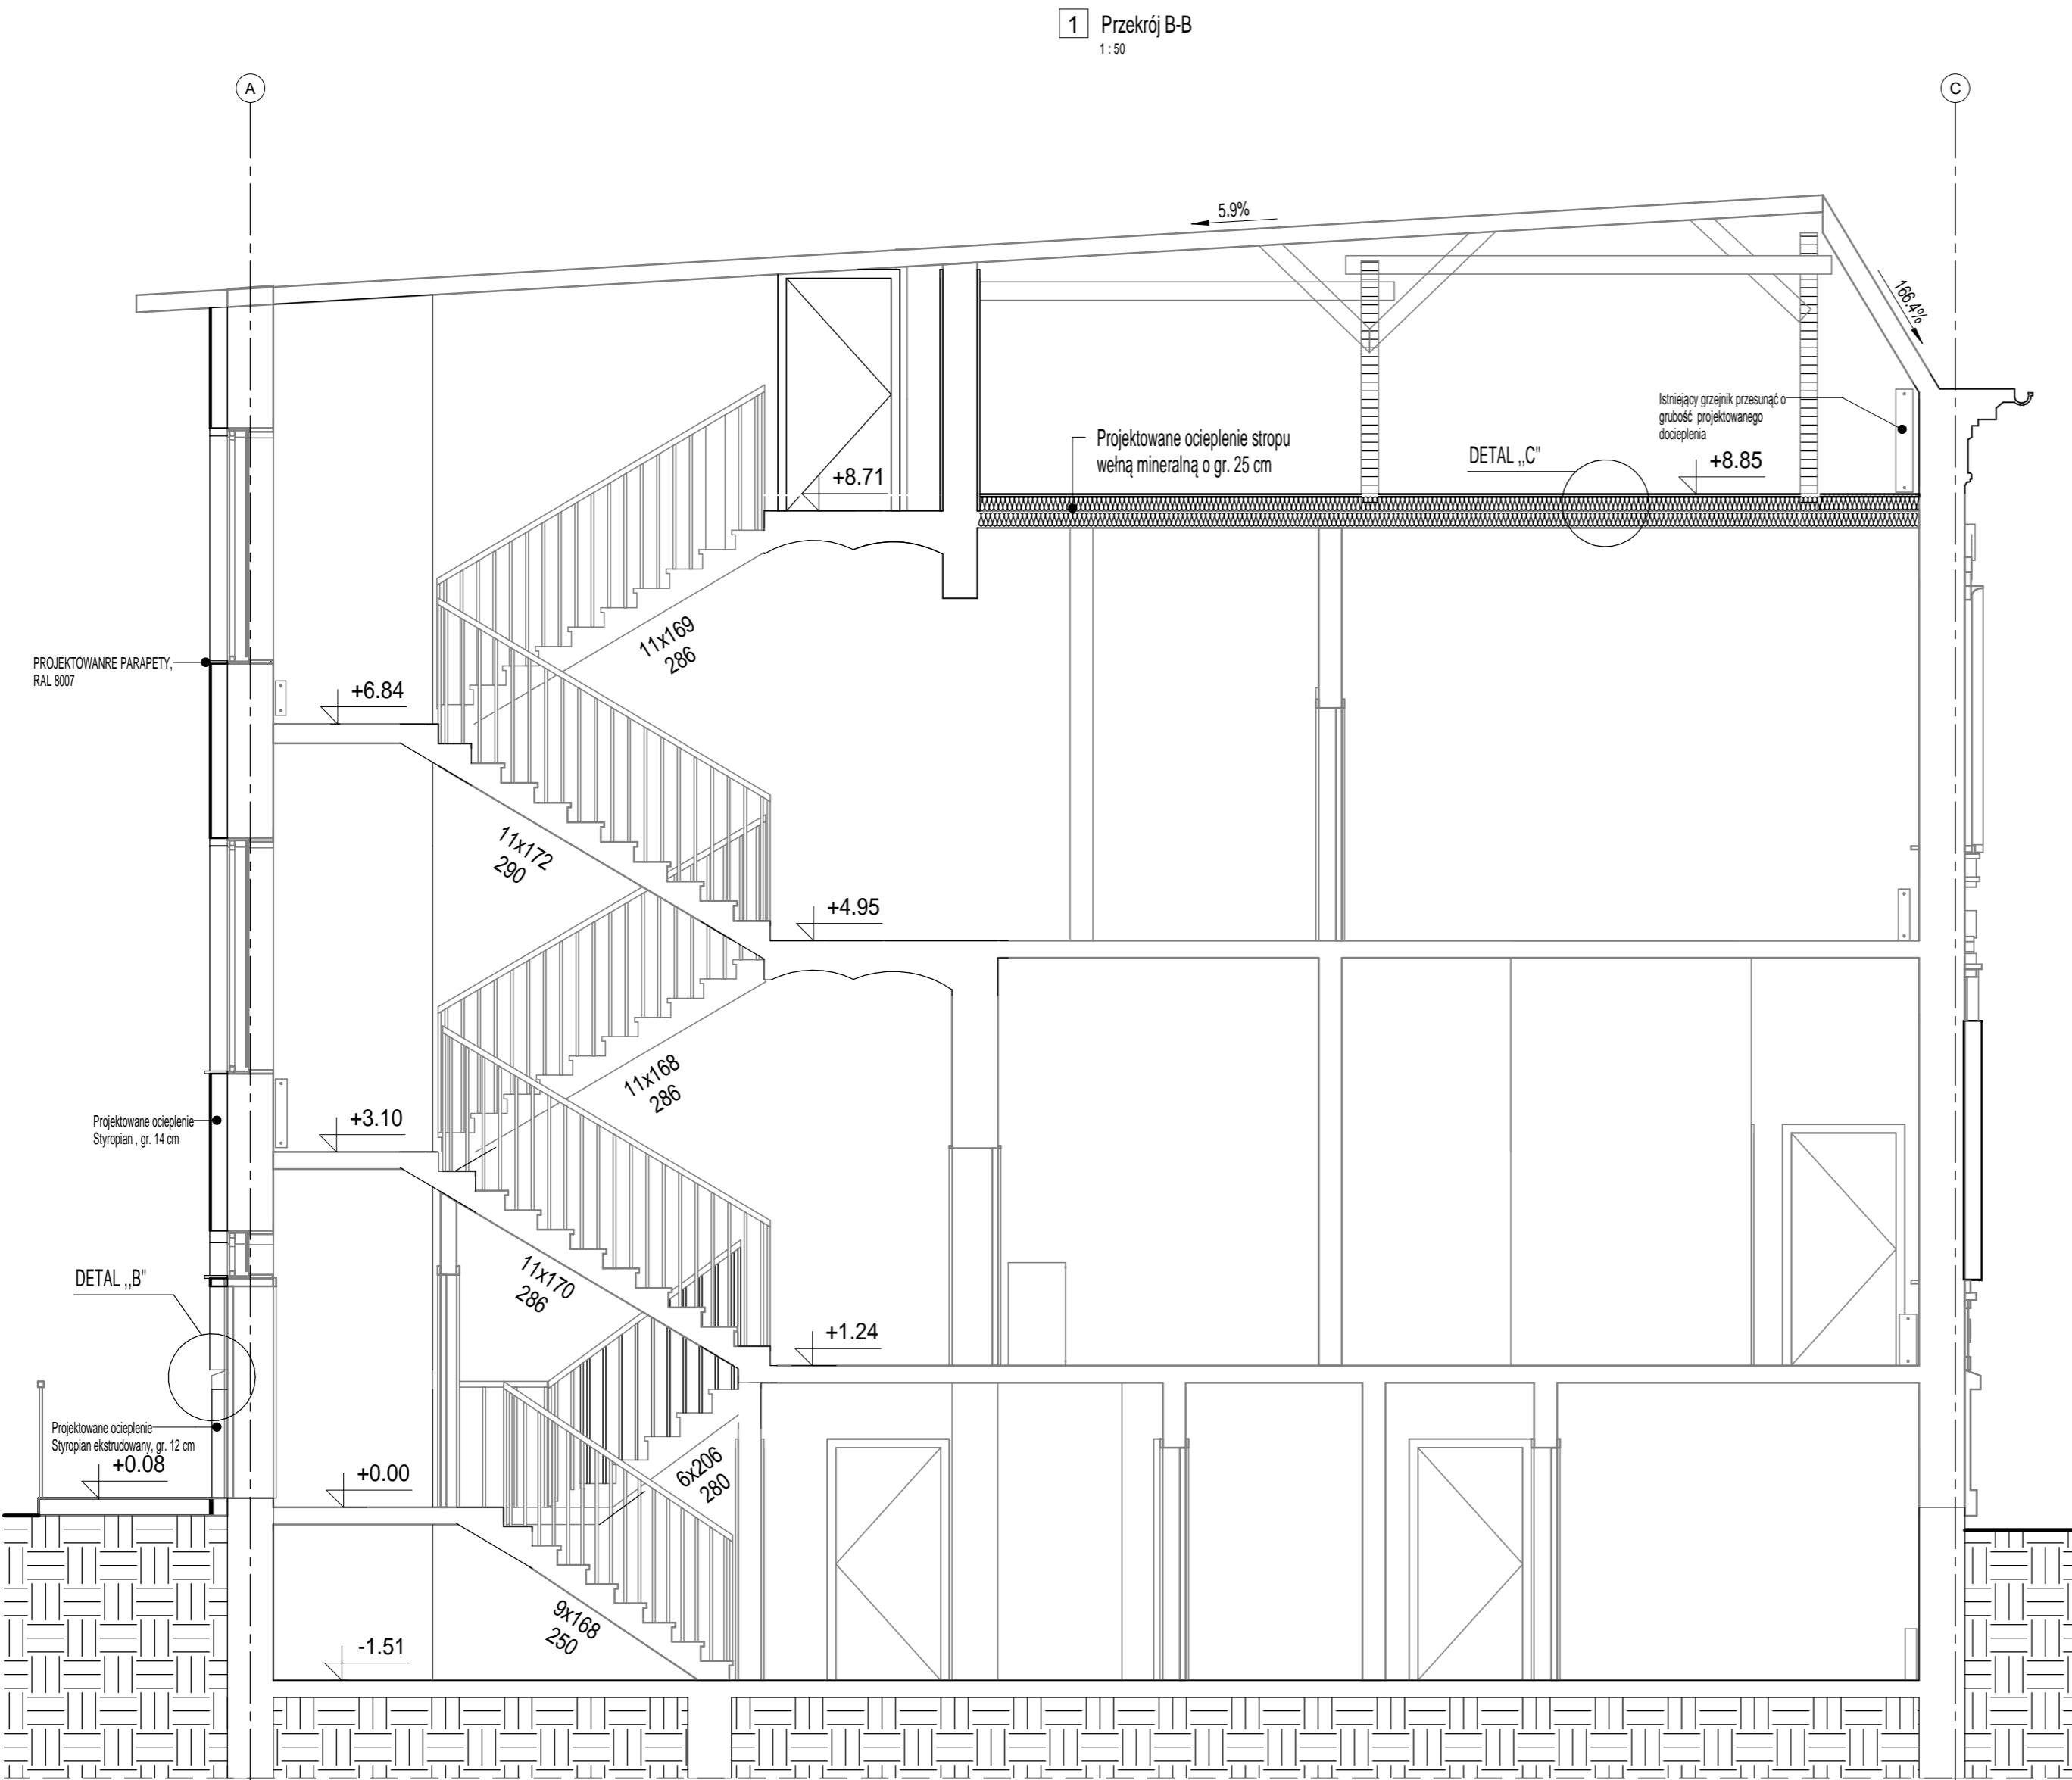 1 Przekrój B-B
1 : 50
A
C
5.9%
166.4%
Istniejący grzejnik przesunąć o
grubość projektowanego
docieplenia
Projektowane ocieplenie stropu
wełną mineralną o gr. 25 cm
DETAL ,,C"
+8.85
+8.71
11x169
286
PROJEKTOWANRE PARAPETY,
RAL 8007
+6.84
11x172
290
+4.95
11x168
286
Projektowane ocieplenie
Styropian , gr. 14 cm
+3.10
11x170
286
DETAL ,,B"
+1.24
Projektowane ocieplenie
Styropian ekstrudowany, gr. 12 cm
+0.08
+0.00
6x206
280
9x168
250
-1.51